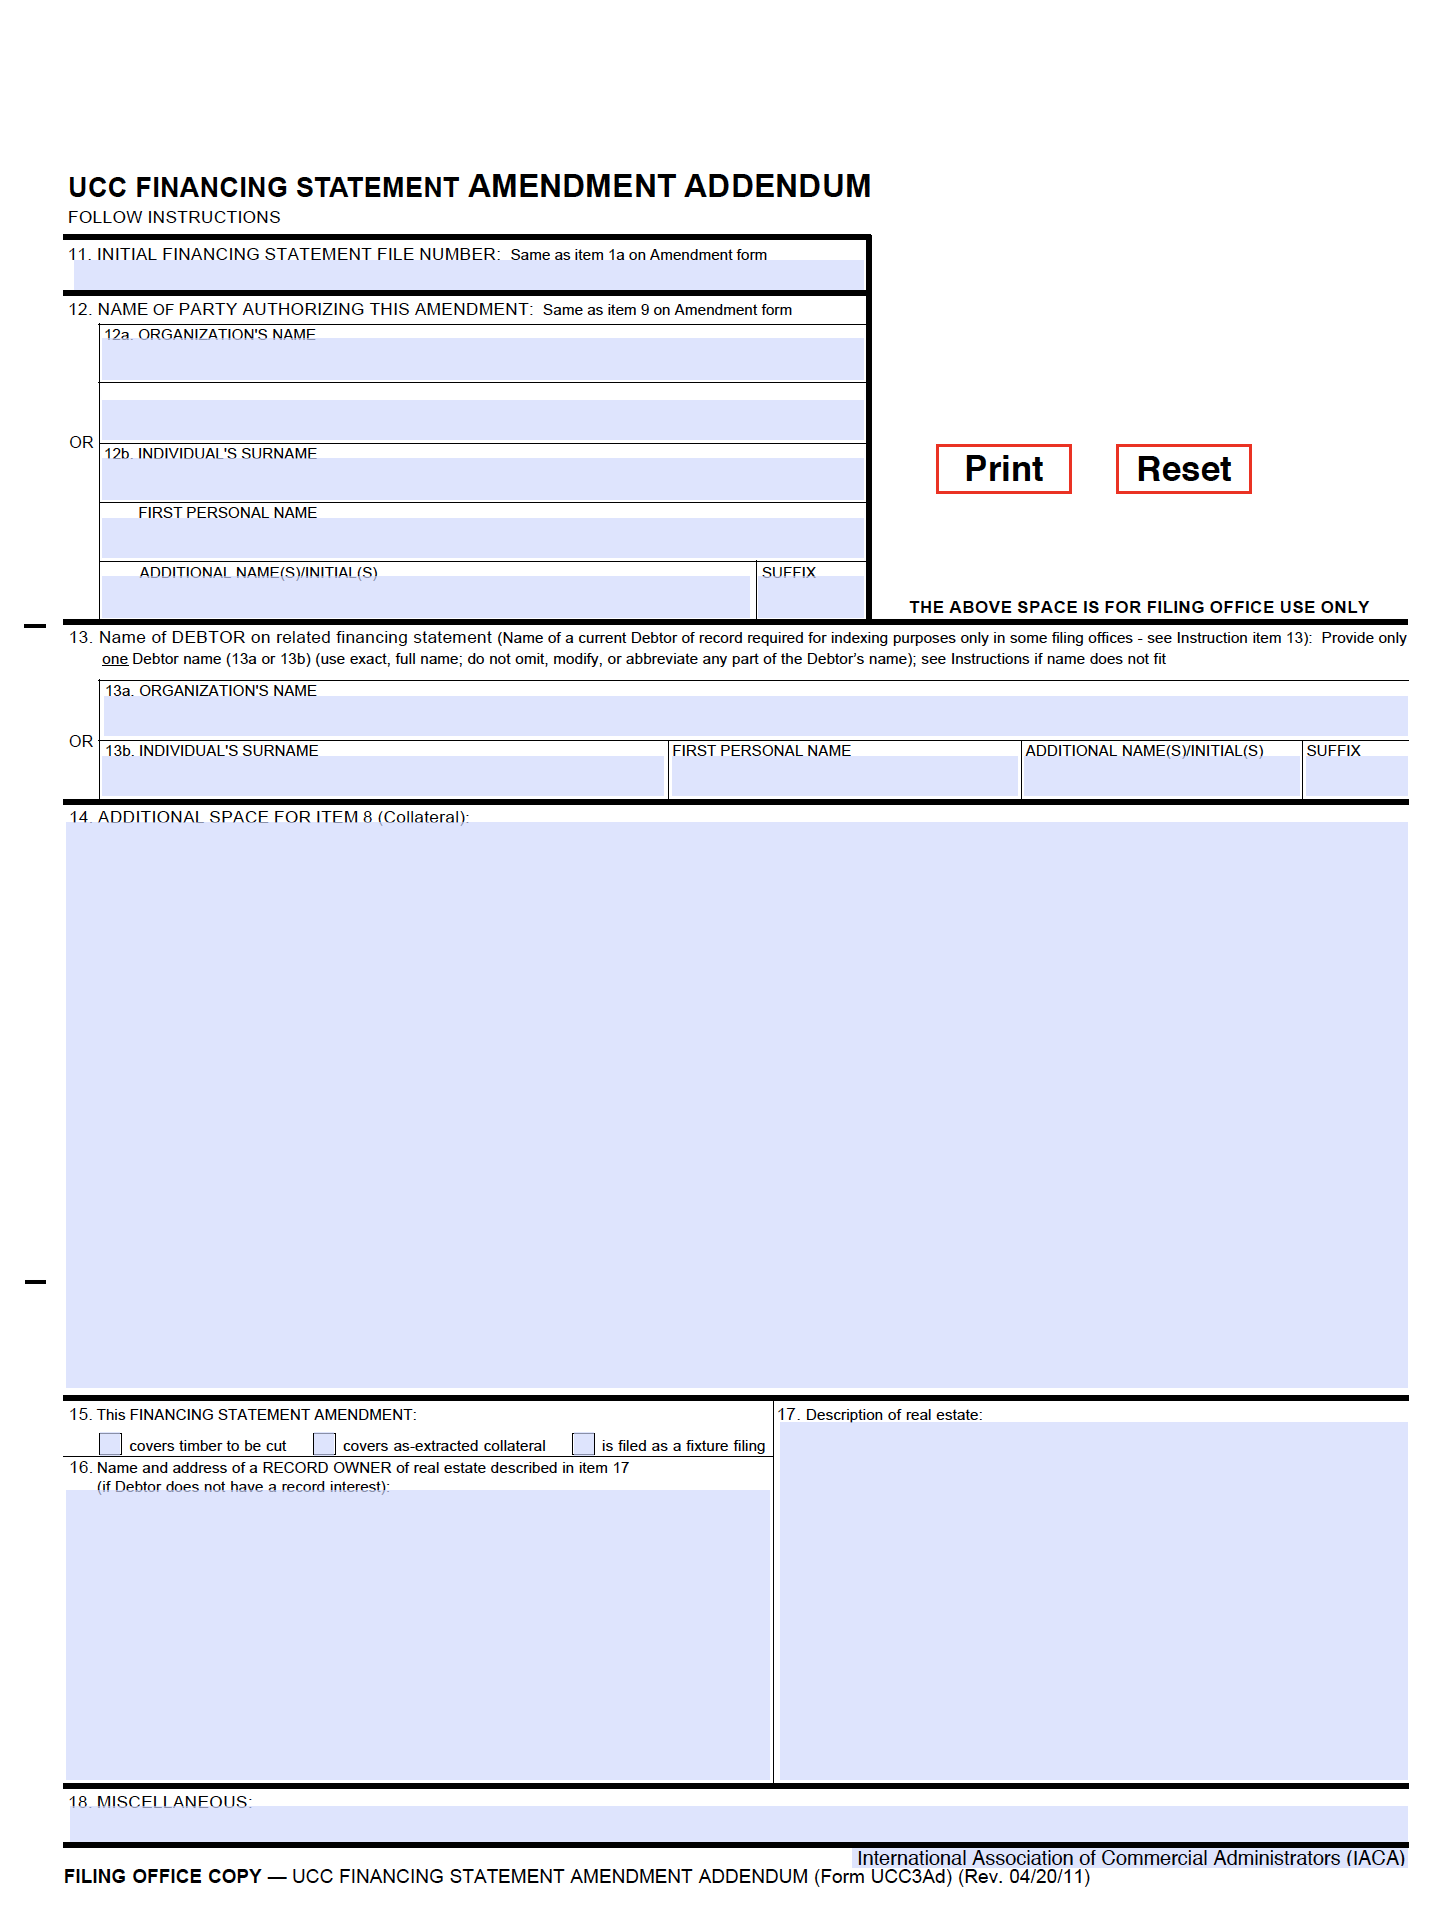 UCC FINANCING STATEMENT AMENDMENT ADDENDUM
FOLLOW INSTRUCTIONS
11. INITIAL FINANCING STATEMENT FILE NUMBER: Same as item 1a on Amendment form
12. NAME OF PARTY AUTHORIZING THIS AMENDMENT: Same as item 9 on Amendment form
12a. ORGANIZATION'S NAME
OR
12b. INDIVIDUAL'S SURNAME
Print Reset
FIRST PERSONAL NAME
ADDITIONAL NAME(S)/INITIAL(S) SUFFIX
THE ABOVE SPACE IS FOR FILING OFFICE USE ONLY
13. Name of DEBTOR on related financing statement (Name of a current Debtor of record required for indexing purposes only in some filing offices - see Instruction item 13): Provide only
one Debtor name (13a or 13b) (use exact, full name; do not omit, modify, or abbreviate any part of the Debtor's name); see Instructions if name does not fit
13a. ORGANIZATION'S NAME
OR
13b. INDIVIDUAL'S SURNAME FIRST PERSONAL NAME ADDITIONAL NAME(S)/INITIAL(S) SUFFIX
14. ADDITIONAL SPACE FOR ITEM 8 (Collateral):
15. This FINANCING STATEMENT AMENDMENT:
covers timber to be cut covers as-extracted collateral is filed as a fixture filing
16. Name and address of a RECORD OWNER of real estate described in item 17
(if Debtor does not have a record interest):
17. Description of real estate:
18. MISCELLANEOUS:
International Association of Commercial Administrators (IACA)
FILING OFFICE COPY — UCC FINANCING STATEMENT AMENDMENT ADDENDUM (Form UCC3Ad) (Rev. 04/20/11)